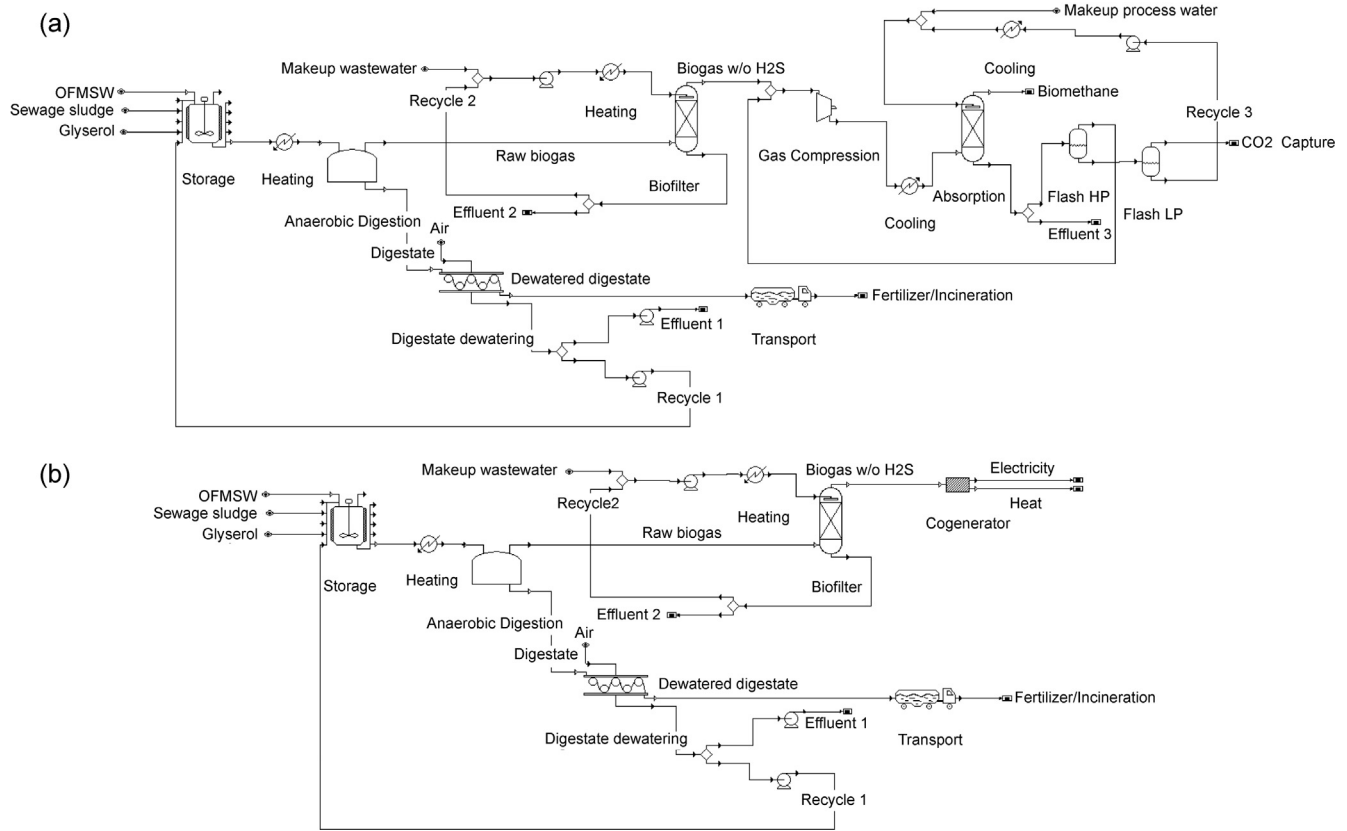 (a)
Makeup process water
Makeup wastewater
Biogas w/o H2S
Cooling
OFMSW
Recycle 2
Biomethane
Sewage sludge
Heating
Recycle 3
Glyserol
Raw biogas
Gas Compression
CO2 Capture
Storage
Heating
Biofilter
Absorption
Flash HP
Effluent 2
Cooling
Flash LP
Anaerobic Digestion
Air
Effluent 3
Digestate
Dewatered digestate
Fertilizer/Incineration
Effluent 1
Digestate dewatering
Transport
Recycle 1
(b)
Makeup wastewater
Biogas w/o H2S
Electricity
OFMSW
Recycle2
Heat
Sewage sludge
Heating
Cogenerator
Glyserol
Raw biogas
Storage
Heating
Biofilter
Effluent 2
Anaerobic Digestion
Air
Digestate
Dewatered digestate
Fertilizer/Incineration
Effluent 1
Digestate dewatering
Transport
Recycle 1